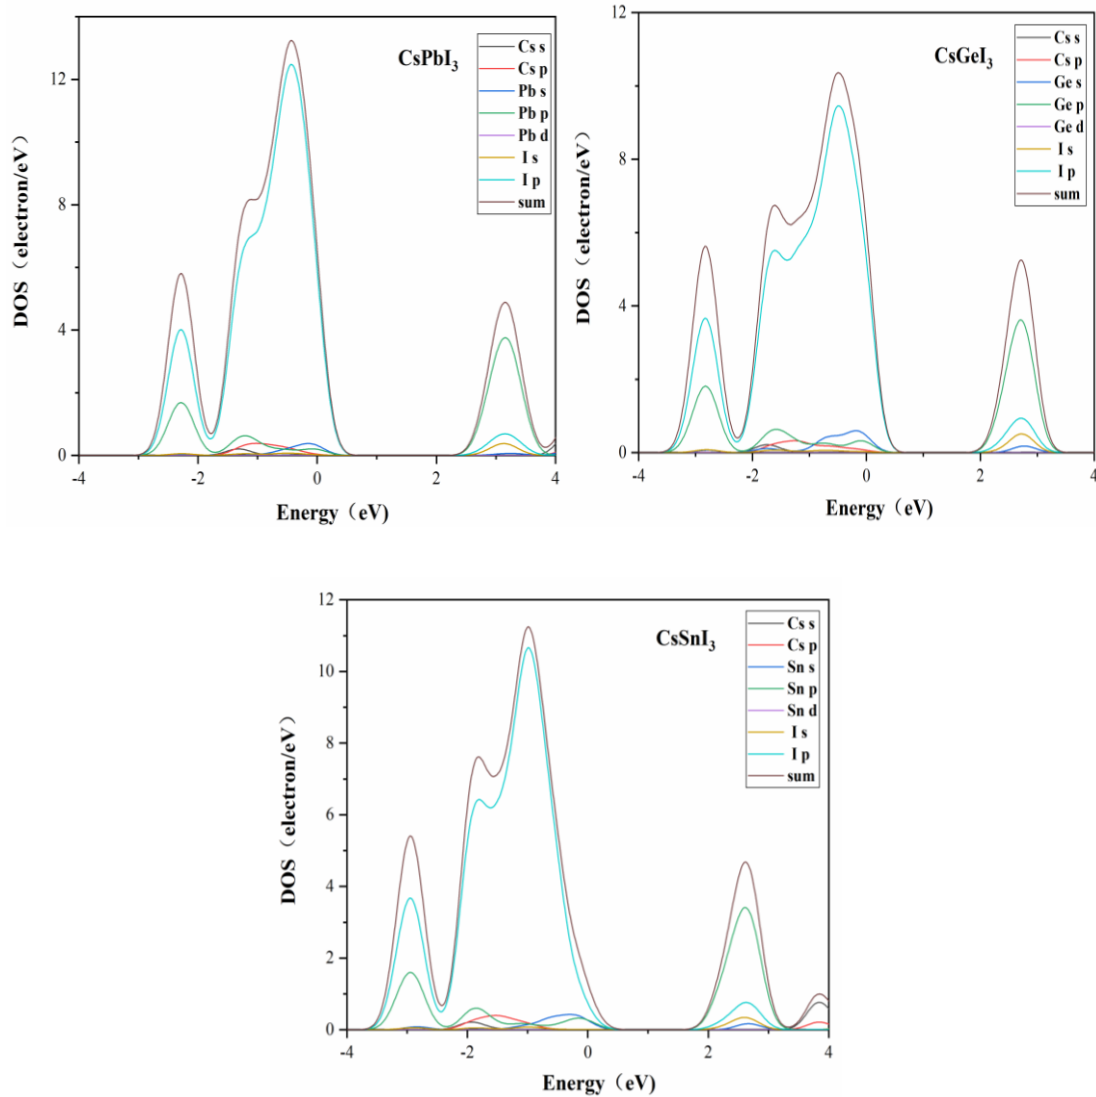 CsPbI3
Cs s
Cs p
Pb s
Pb p
Pb d
I s
I p
sum
12
8
4
0
-4
-2
0
2
4
DOS（electron/eV）
Energy（eV）
CsGeI3
Cs s
Cs p
Ge s
Ge p
Ge d
I s
I p
sum
12
8
4
0
-4
-2
0
2
4
DOS（electron/eV）
Energy（eV）
CsSnI3
Cs s
Cs p
Sn s
Sn p
Sn d
I s
I p
sum
12
10
8
6
4
2
0
-4
-2
0
2
4
DOS（electron/eV）
Energy（eV）